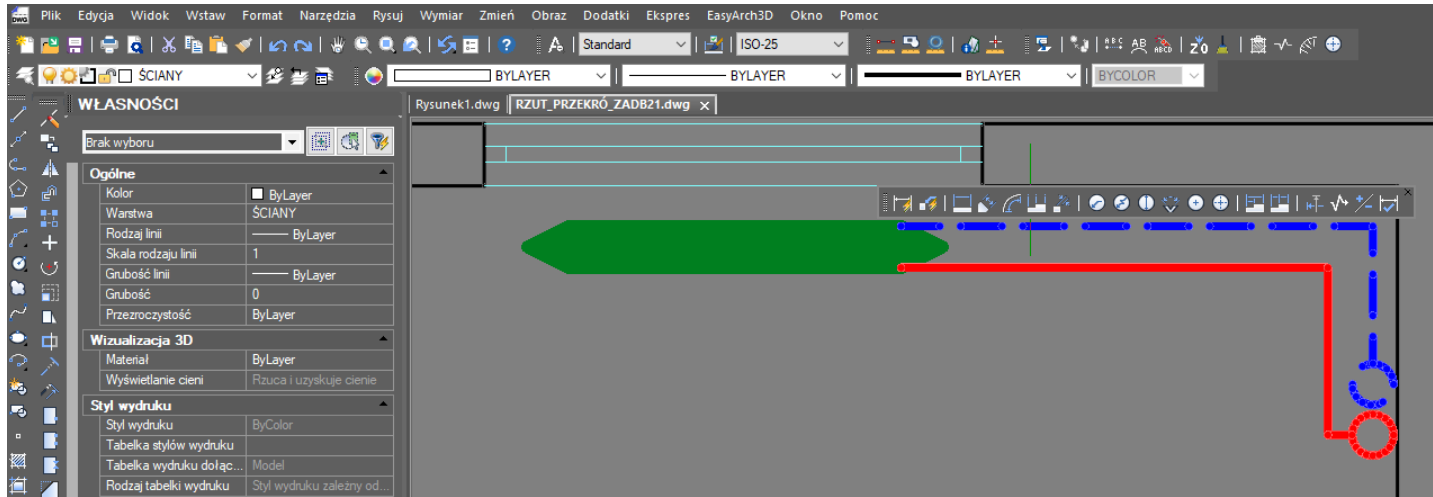 DWG Plik Edycja Widok Wstaw Format Narzędzia Rysuj Wymiar Zmień Obraz Dodatki Ekspres EasyArch3D Okno Pomoc
Standard ISO-25
ŚCIANY BYLAYER BYLAYER BYLAYER BYCOLOR
WŁASNOŚCI
Rysunek1.dwg RZUT_PRZEKRÓ_ZADB21.dwg
Brak wyboru
Ogólne
Kolor ByLayer
Warstwa ŚCIANY
Rodzaj linii ByLayer
Skala rodzaju linii 1
Grubość linii ByLayer
Grubość 0
Przezroczystość ByLayer
Wizualizacja 3D
Materiał ByLayer
Wyświetlanie cieni Rzuca i uzyskuje cienie
Styl wydruku
Styl wydruku ByColor
Tabelka stylów wydruku
Tabelka wydruku dołąc... Model
Rodzaj tabelki wydruku Styl wydruku zależny od...